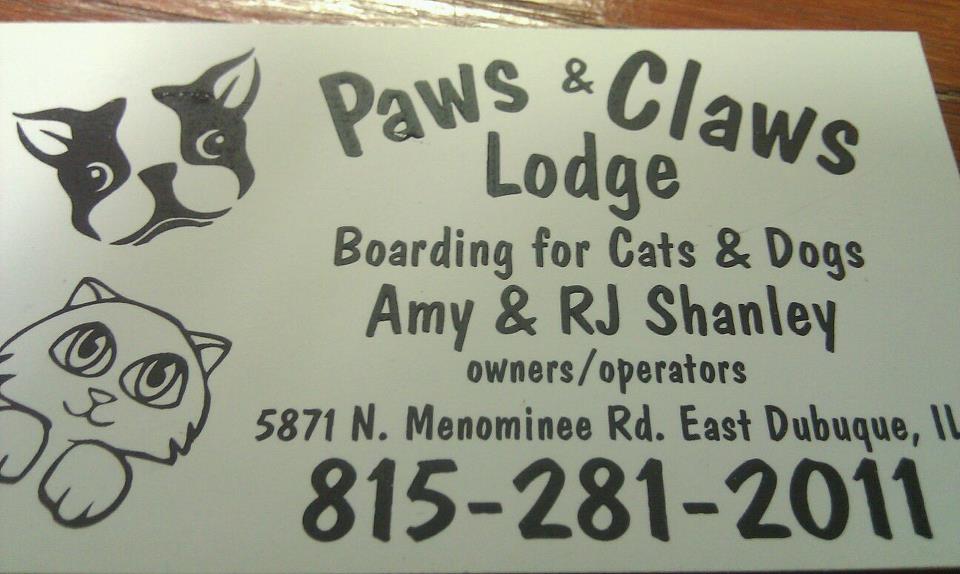 Paws & Claws
Lodge
Boarding for Cats & Dogs
Amy & RJ Shanley
owners/operators
5871 N. Menominee Rd. East Dubuque, IL
815-281-2011